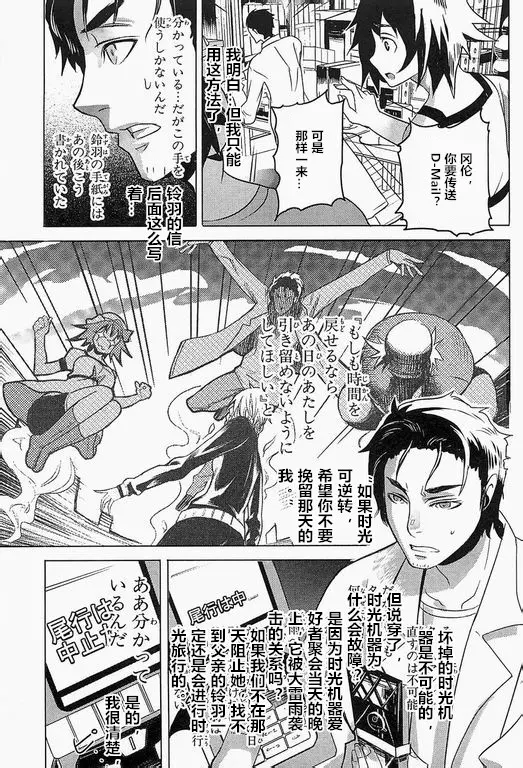 冈伦，
你要传送
D-Mail？
可是
那样一来…
我明白…但我只能
用这方法了，
分かっている…だがこの手を
使うしかないんだ
鈴羽の手紙には
あの後こう
書かれていた
铃羽的信
后面这么写
着…
『もしも時間を
戻せるなら
あの日のあたしを
引き留めないように
してほしい』と
如果时光
可逆转，
希望你不要
挽留那天的
我。
坏掉的时光机
器是不可能的，
直すのは不可能
但说穿了，
时光机器为
什么会故障？
是因为时光机器爱
好者聚会当天的晚
上，它被大雷雨袭
击的关系吗？
如果我们不在那
天阻止她，找不
到父亲的铃羽一
定还是会进行时
光旅行的。
尾行は
中止
ああ分かって
いるんだ
尾行は
中止
是的，
我很清楚，